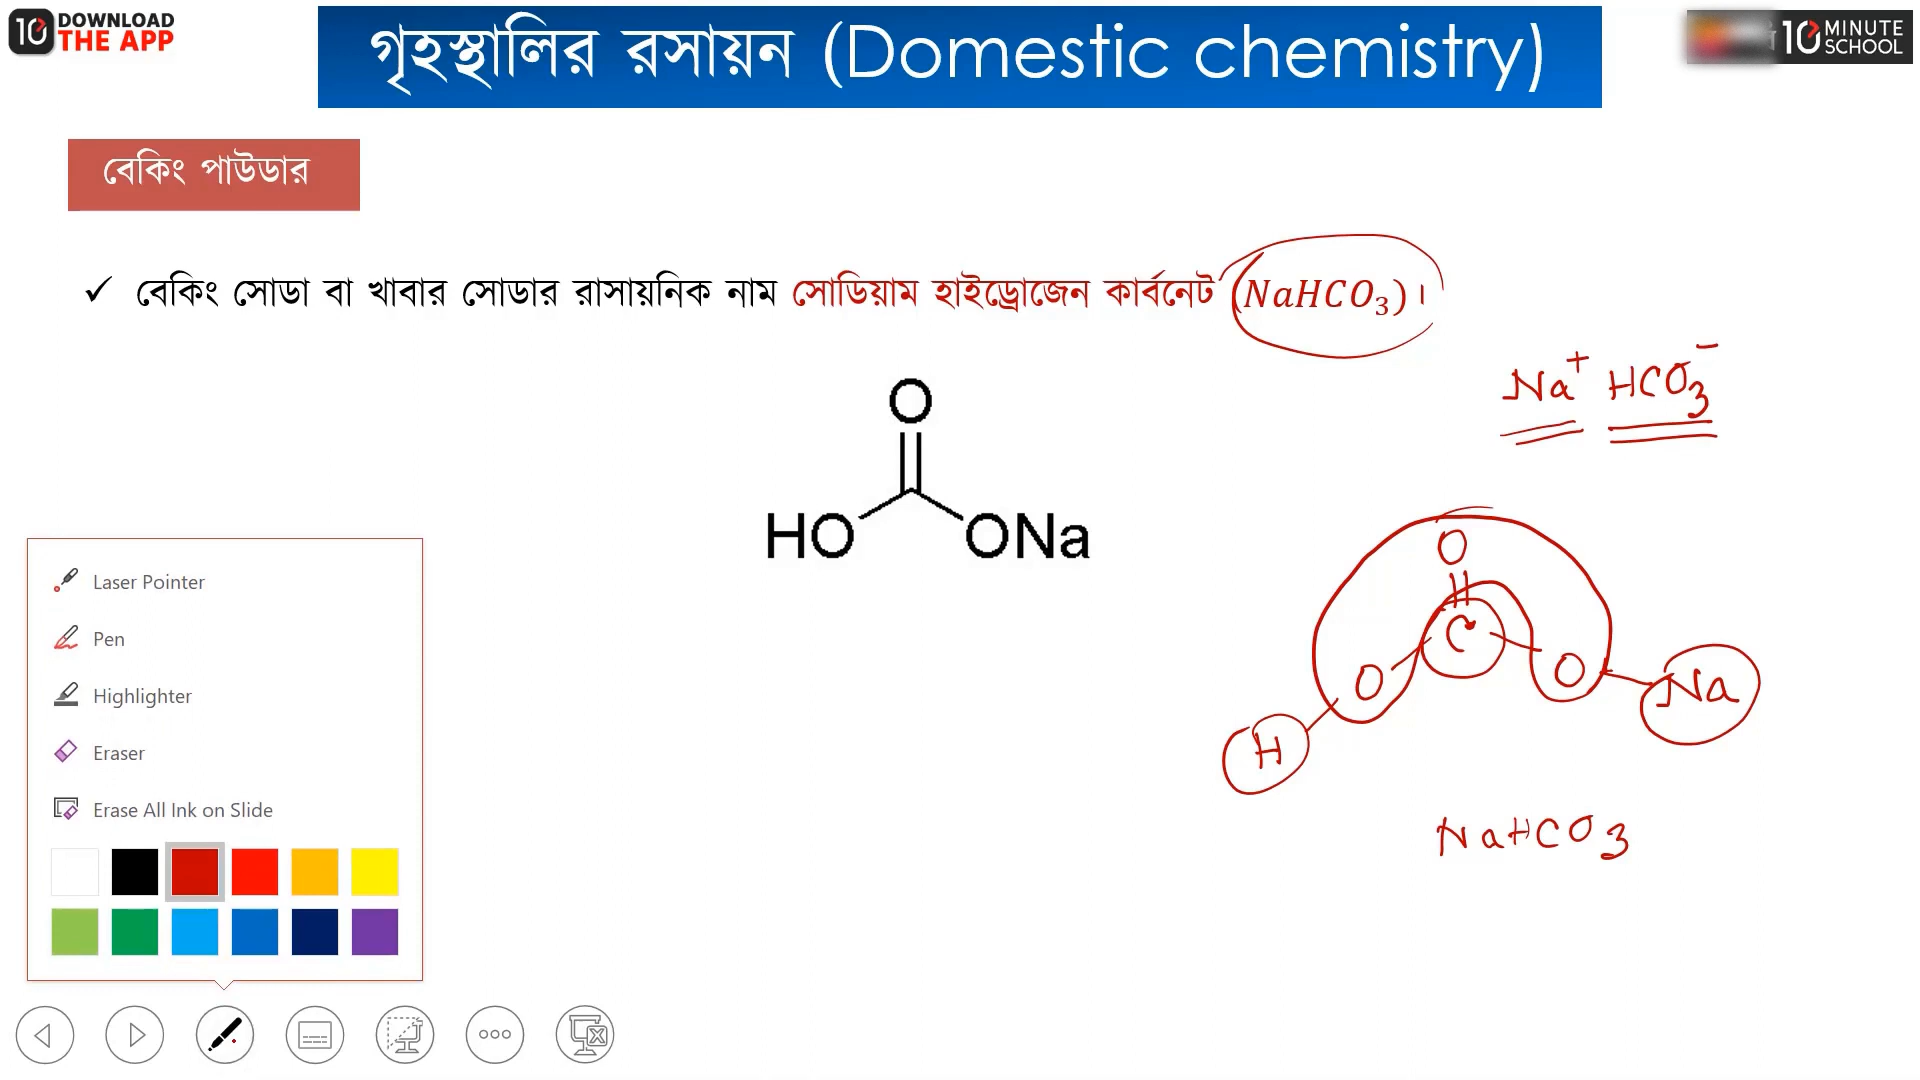 10 DOWNLOAD
THE APP
গৃহস্থালির রসায়ন (Domestic chemistry)
10 MINUTE
SCHOOL
বেকিং পাউডার
✓ বেকিং সোডা বা খাবার সোডার রাসায়নিক নাম সোডিয়াম হাইড্রোজেন কার্বনেট (NaHCO₃)।
Na⁺ HCO₃⁻
O
HO ONa
O
C
O O Na
H
NaHCO₃
Laser Pointer
Pen
Highlighter
Eraser
Erase All Ink on Slide